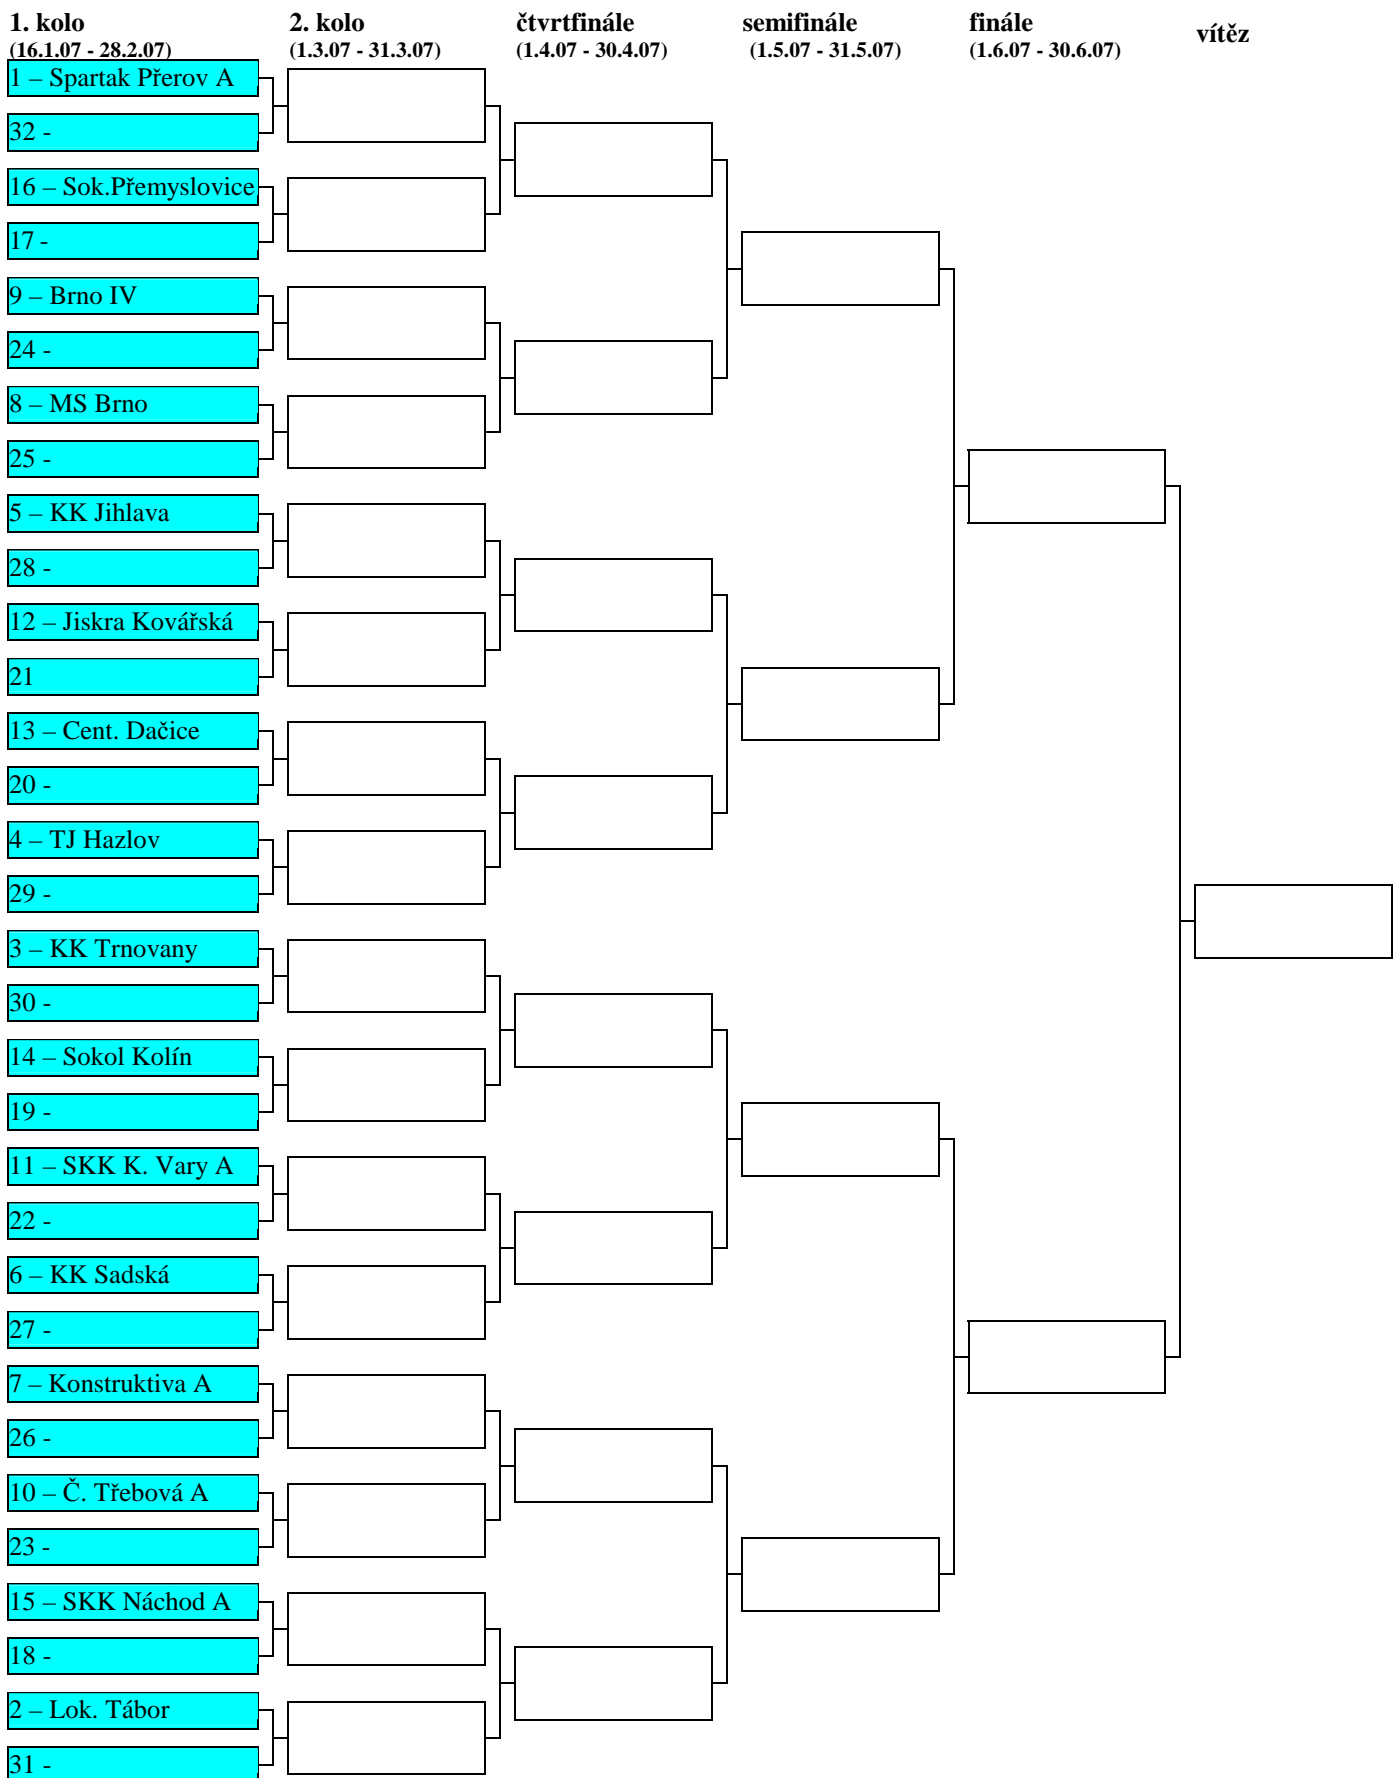 1. kolo
(16.1.07 - 28.2.07)
2. kolo
(1.3.07 - 31.3.07)
čtvrtfinále
(1.4.07 - 30.4.07)
semifinále
(1.5.07 - 31.5.07)
finále
(1.6.07 - 30.6.07)
vítěz
1 – Spartak Přerov A
32 -
16 – Sok.Přemyslovice
17 -
9 – Brno IV
24 -
8 – MS Brno
25 -
5 – KK Jihlava
28 -
12 – Jiskra Kovářská
21
13 – Cent. Dačice
20 -
4 – TJ Hazlov
29 -
3 – KK Trnovany
30 -
14 – Sokol Kolín
19 -
11 – SKK K. Vary A
22 -
6 – KK Sadská
27 -
7 – Konstruktiva A
26 -
10 – Č. Třebová A
23 -
15 – SKK Náchod A
18 -
2 – Lok. Tábor
31 -